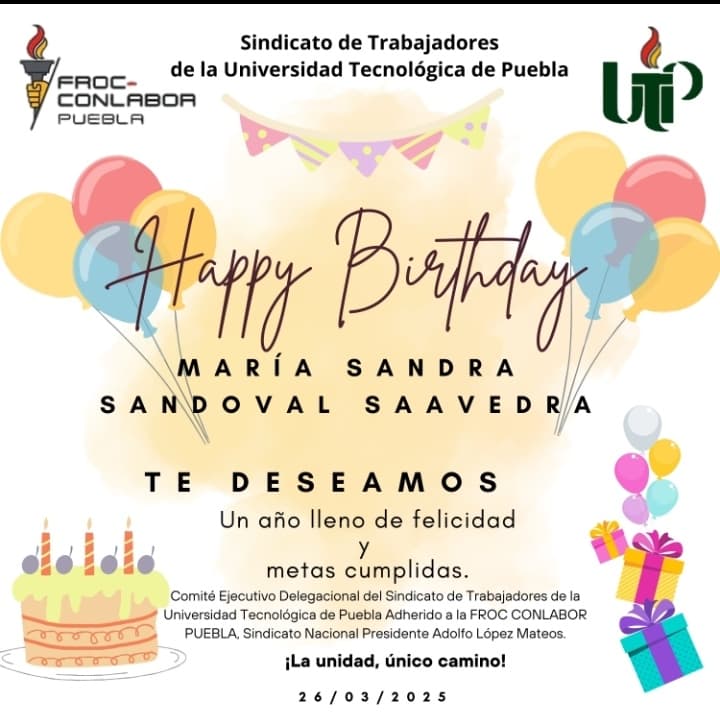 Sindicato de Trabajadores
de la Universidad Tecnológica de Puebla
FROC-
CONLABOR
PUEBLA
UTP
Happy Birthday
MARÍA SANDRA
SANDOVAL SAAVEDRA
TE DESEAMOS
Un año lleno de felicidad
y
metas cumplidas.
Comité Ejecutivo Delegacional del Sindicato de Trabajadores de la
Universidad Tecnológica de Puebla Adherido a la FROC CONLABOR
PUEBLA, Sindicato Nacional Presidente Adolfo López Mateos.
¡La unidad, único camino!
26/03/2025